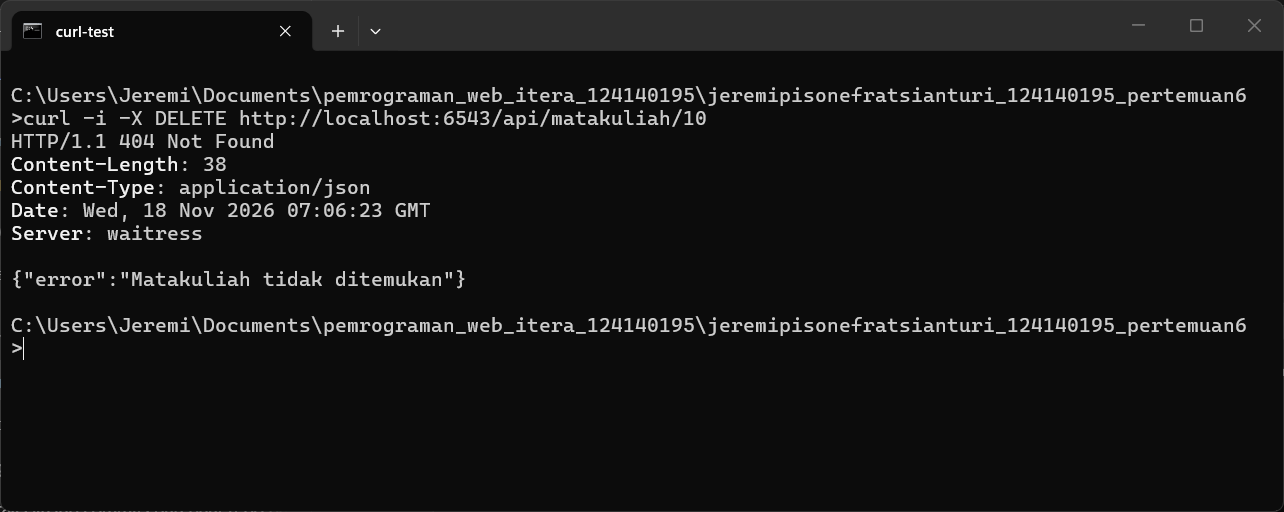 curl-test
C:\Users\Jeremi\Documents\pemrograman_web_itera_124140195\jeremipisonefratsianturi_124140195_pertemuan6
>curl -i -X DELETE http://localhost:6543/api/matakuliah/10
HTTP/1.1 404 Not Found
Content-Length: 38
Content-Type: application/json
Date: Wed, 18 Nov 2026 07:06:23 GMT
Server: waitress
{"error":"Matakuliah tidak ditemukan"}
C:\Users\Jeremi\Documents\pemrograman_web_itera_124140195\jeremipisonefratsianturi_124140195_pertemuan6
>